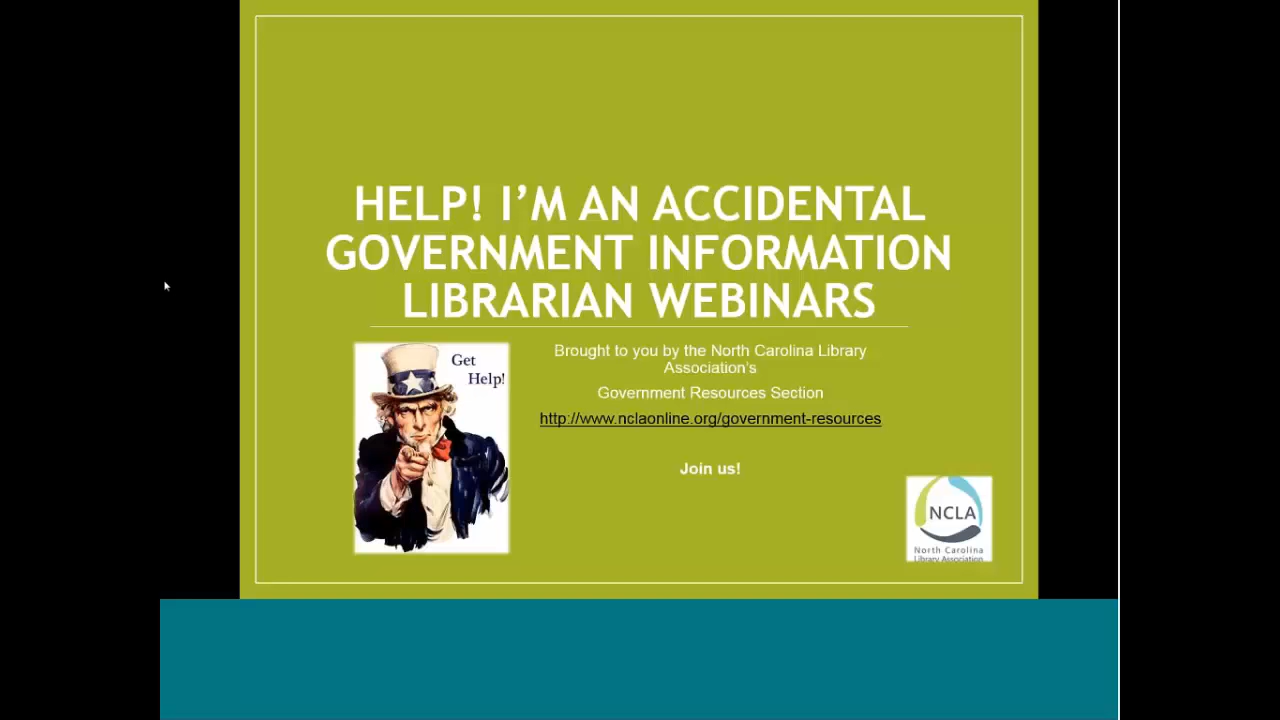 HELP! I’M AN ACCIDENTAL
GOVERNMENT INFORMATION
LIBRARIAN WEBINARS
Get
Help!
Brought to you by the North Carolina Library
Association’s
Government Resources Section
http://www.nclaonline.org/government-resources
Join us!
NCLA
North Carolina
Library Association